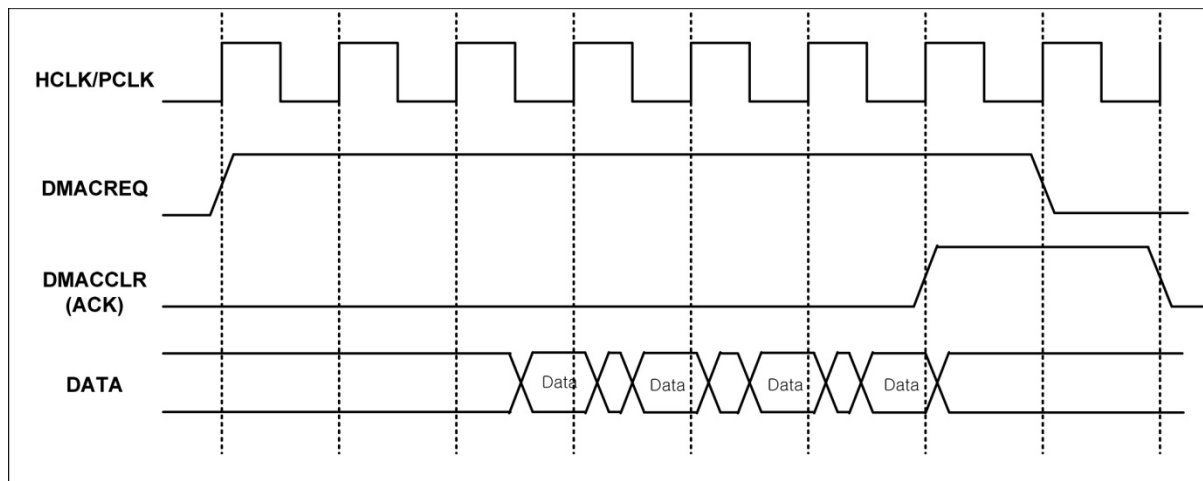 HCLK/PCLK
DMACREQ
DMACCLR
(ACK)
DATA
Data
Data
Data
Data